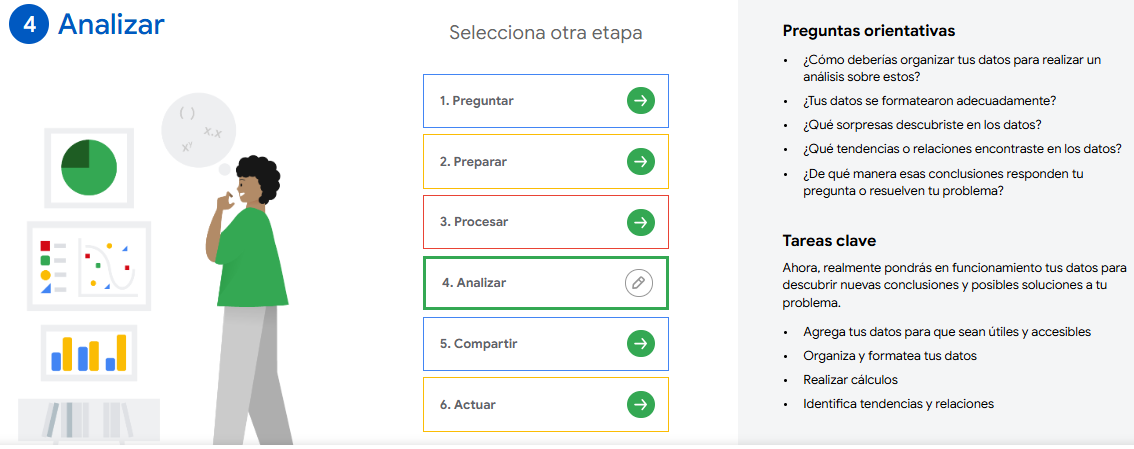 4 Analizar
( )
x.x
x'
Selecciona otra etapa
1. Preguntar
2. Preparar
3. Procesar
4. Analizar
5. Compartir
6. Actuar
Preguntas orientativas
• ¿Cómo deberías organizar tus datos para realizar un
análisis sobre estos?
• ¿Tus datos se formatearon adecuadamente?
• ¿Qué sorpresas descubriste en los datos?
• ¿Qué tendencias o relaciones encontraste en los datos?
• ¿De qué manera esas conclusiones responden tu
pregunta o resuelven tu problema?
Tareas clave
Ahora, realmente pondrás en funcionamiento tus datos para
descubrir nuevas conclusiones y posibles soluciones a tu
problema.
• Agrega tus datos para que sean útiles y accesibles
• Organiza y formatea tus datos
• Realizar cálculos
• Identifica tendencias y relaciones